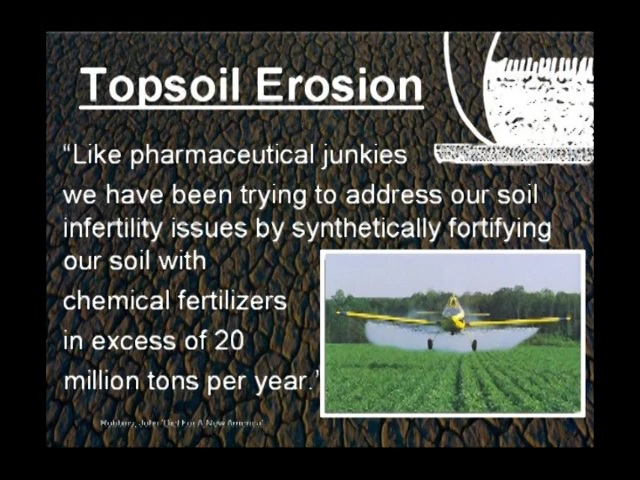 Topsoil Erosion
“Like pharmaceutical junkies
we have been trying to address our soil
infertility issues by synthetically fortifying
our soil with
chemical fertilizers
in excess of 20
million tons per year.”
John "Diet For A New America"